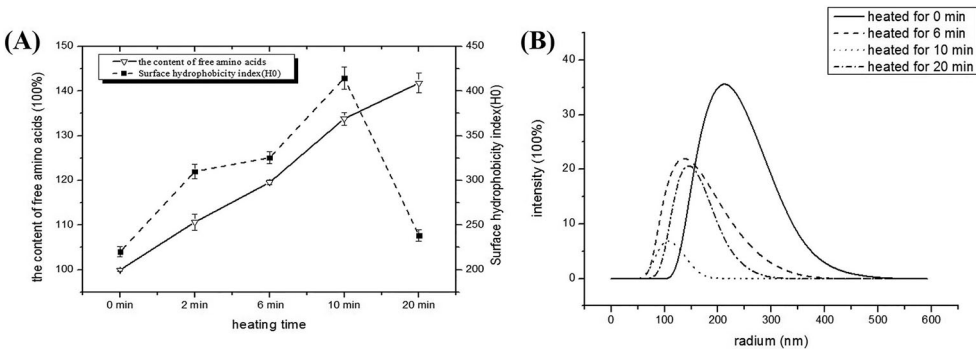 (A)
the content of free amino acids (100%)
150
140
130
120
110
100
the content of free amino acids
Surface hydrophobicity index(H0)
450
400
350
300
250
200
Surface hydrophobicity index(H0)
0 min 2 min 6 min 10 min 20 min
heating time
(B)
heated for 0 min
heated for 6 min
heated for 10 min
heated for 20 min
intensity (100%)
40
30
20
10
0
0 100 200 300 400 500 600
radium (nm)